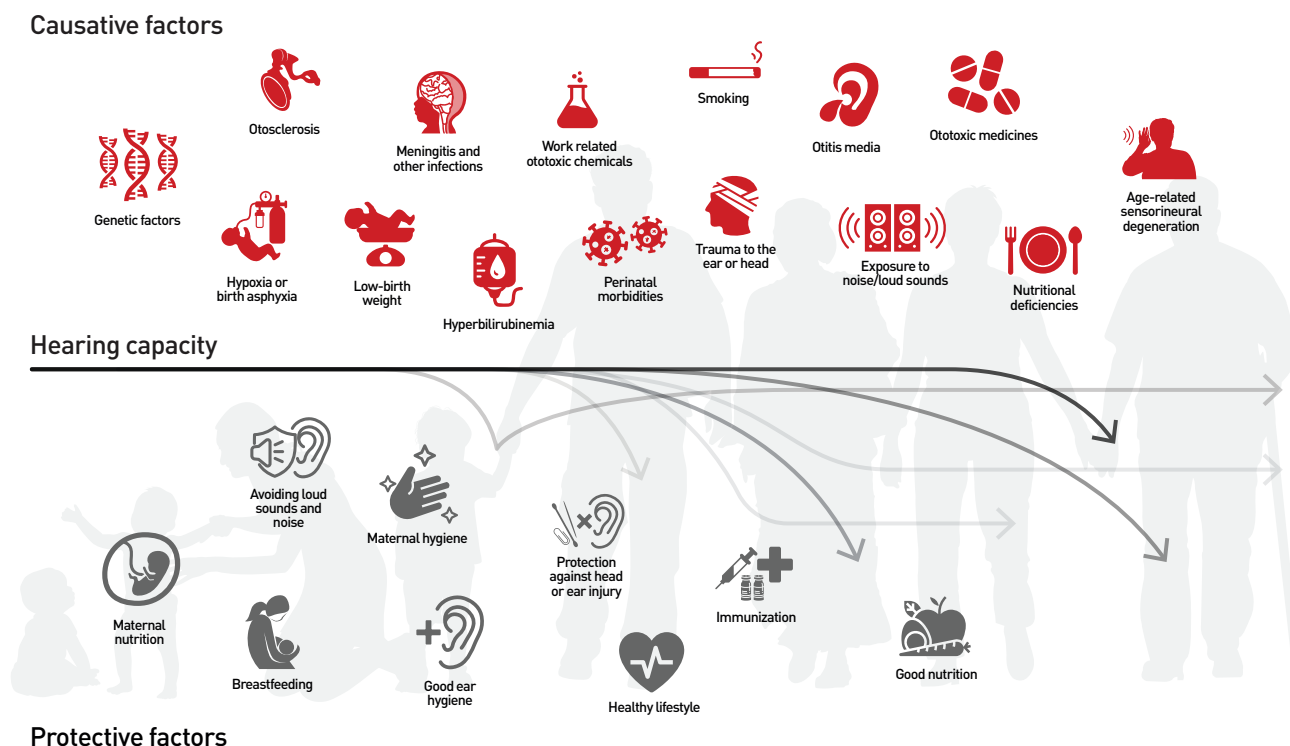 Causative factors
Otosclerosis
Meningitis and
other infections
Work related
ototoxic chemicals
Smoking
Otitis media
Ototoxic medicines
Genetic factors
Age-related
sensorineural
degeneration
Hypoxia or
birth asphyxia
Low-birth
weight
Hyperbilirubinemia
Perinatal
morbidities
Trauma to the
ear or head
Exposure to
noise/loud sounds
Nutritional
deficiencies
Hearing capacity
Avoiding loud
sounds and
noise
Maternal hygiene
Protection
against head
or ear injury
Immunization
Maternal
nutrition
Breastfeeding
Good ear
hygiene
Healthy lifestyle
Good nutrition
Protective factors